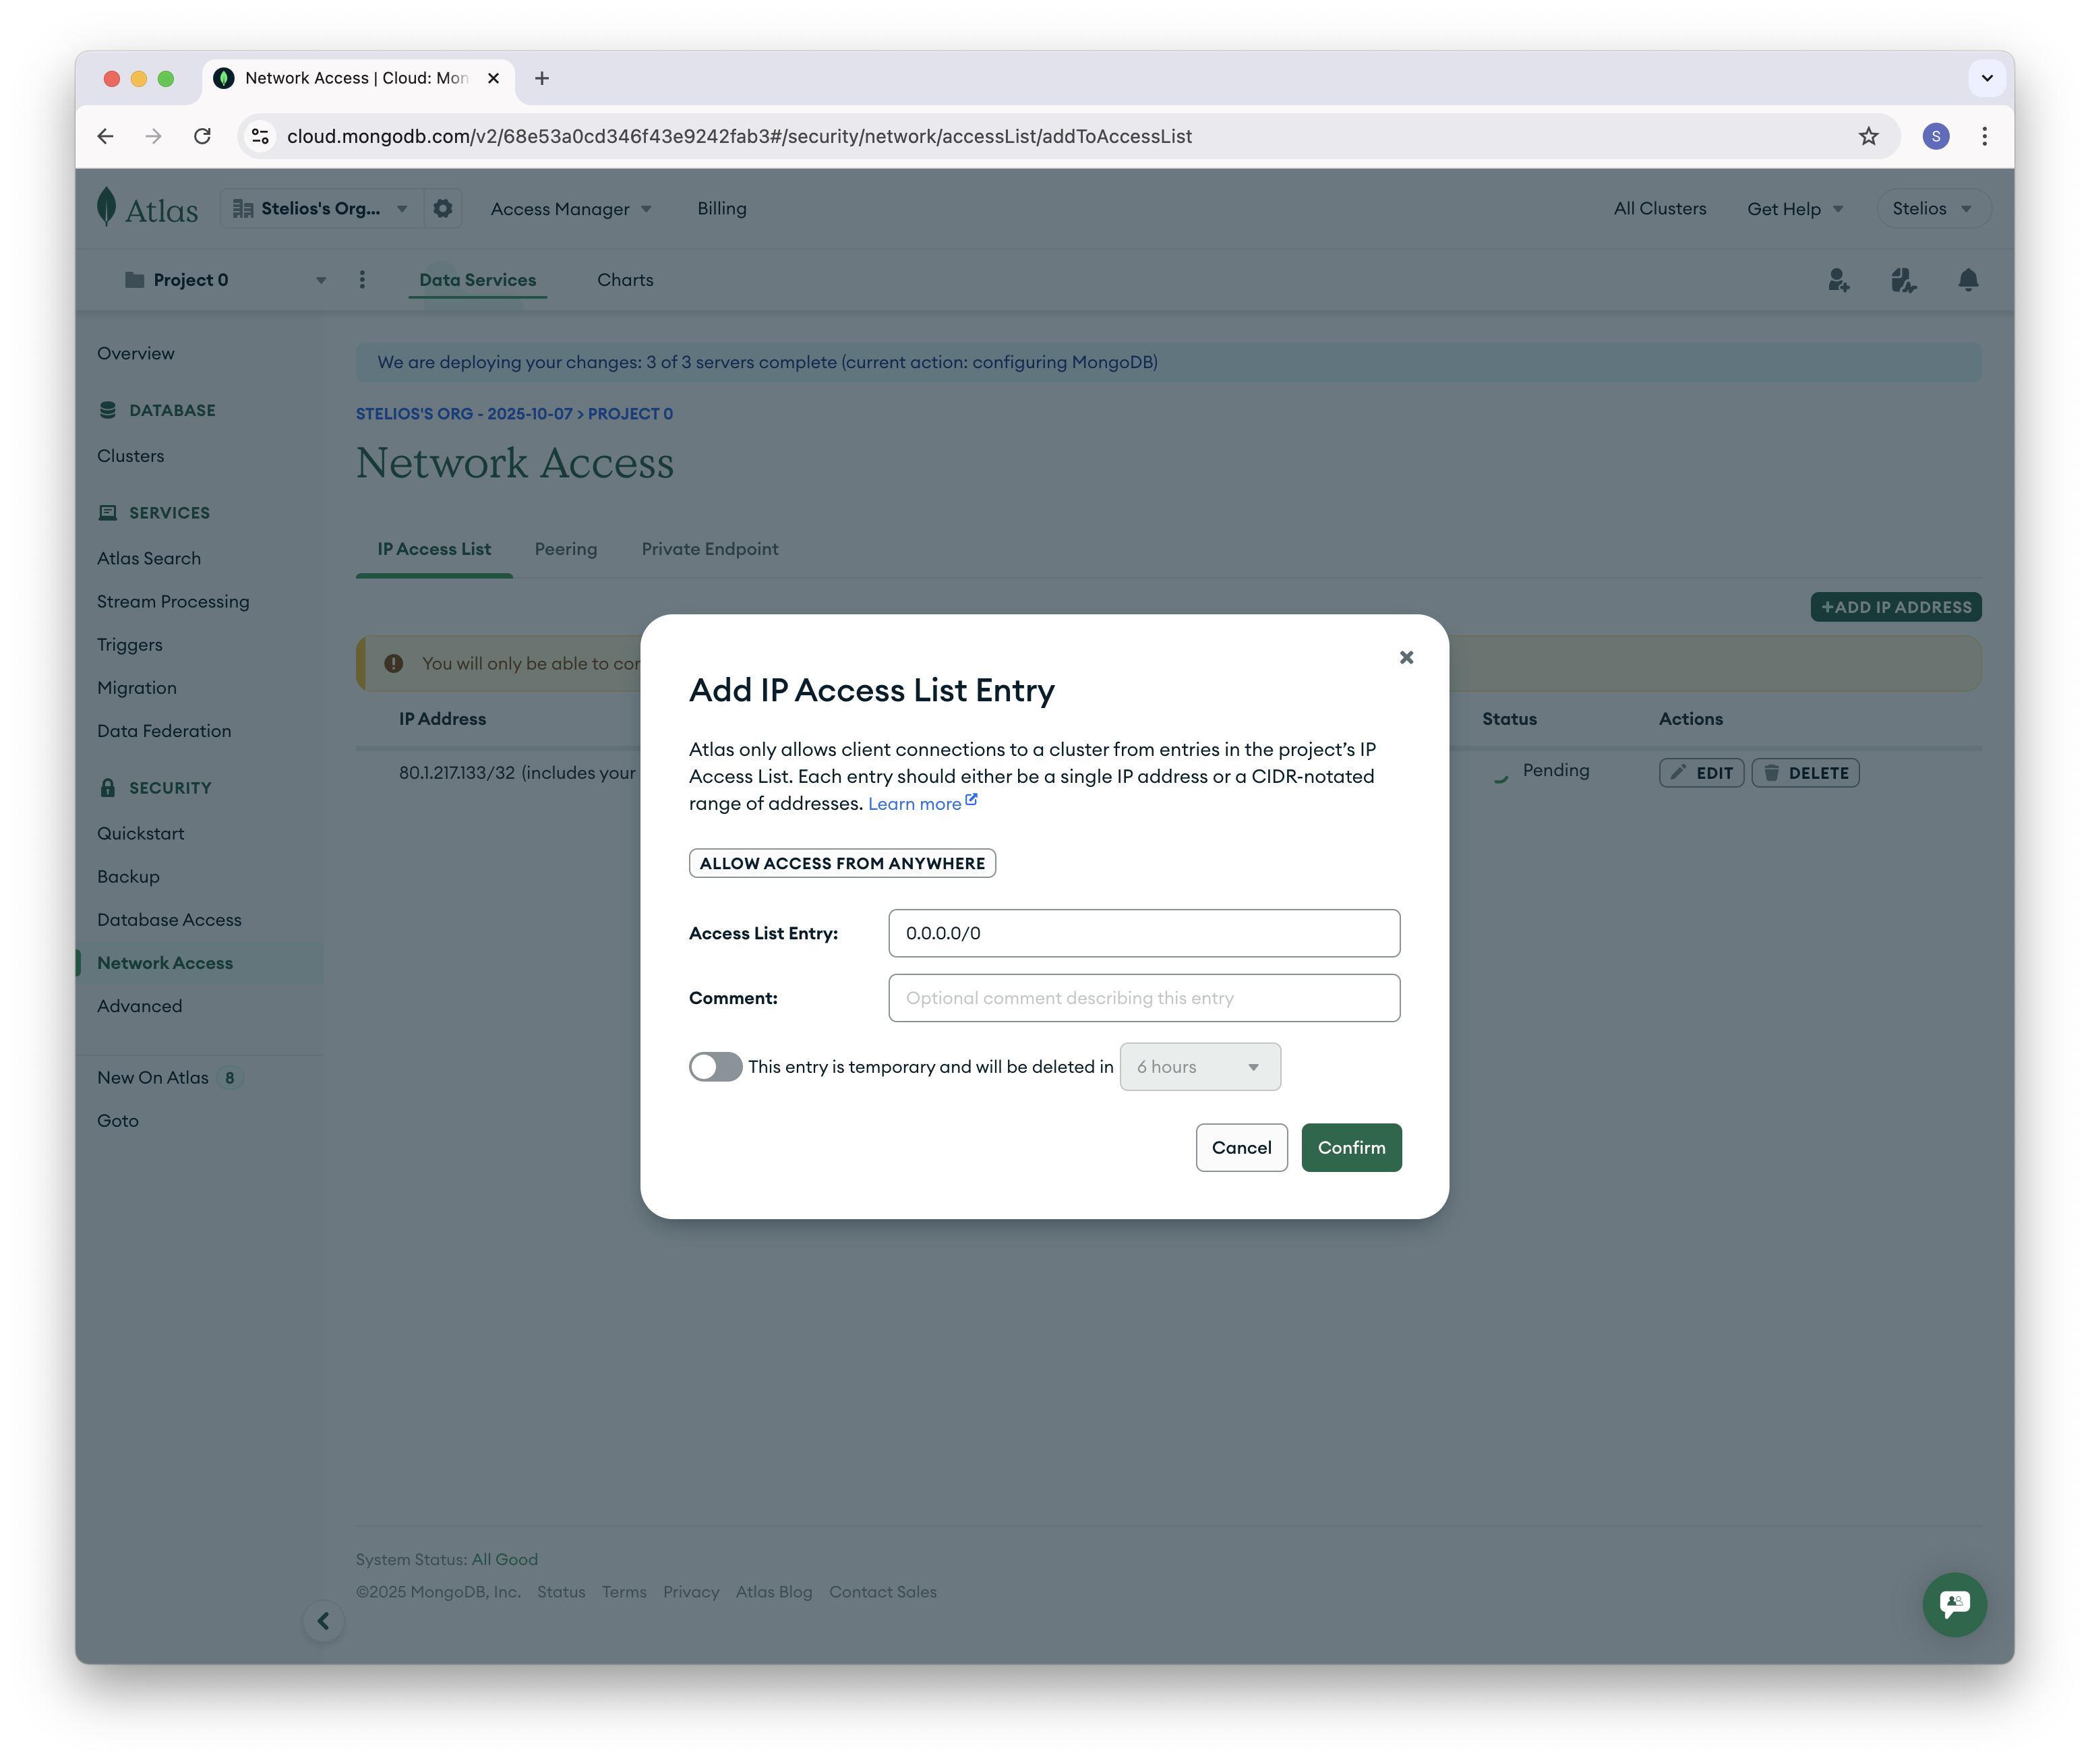 Network Access | Cloud: Mon
cloud.mongodb.com/v2/68e53a0cd346f43e9242fab3#/security/network/accessList/addToAccessList
S
Atlas
Stelios's Org...
Access Manager
Billing
All Clusters
Get Help
Stelios
Project 0
Data Services
Charts
Overview
DATABASE
Clusters
SERVICES
Atlas Search
Stream Processing
Triggers
Migration
Data Federation
SECURITY
Quickstart
Backup
Database Access
Network Access
Advanced
New On Atlas 8
Goto
We are deploying your changes: 3 of 3 servers complete (current action: configuring MongoDB)
STELIOS'S ORG - 2025-10-07 > PROJECT 0
Network Access
IP Access List
Peering
Private Endpoint
+ADD IP ADDRESS
You will only be able to con
IP Address
Status
Actions
80.1.217.133/32 (includes your
Pending
EDIT
DELETE
Add IP Access List Entry
Atlas only allows client connections to a cluster from entries in the project's IP
Access List. Each entry should either be a single IP address or a CIDR-notated
range of addresses. Learn more
ALLOW ACCESS FROM ANYWHERE
Access List Entry: 0.0.0.0/0
Comment: Optional comment describing this entry
This entry is temporary and will be deleted in 6 hours
Cancel
Confirm
System Status: All Good
©2025 MongoDB, Inc. Status Terms Privacy Atlas Blog Contact Sales